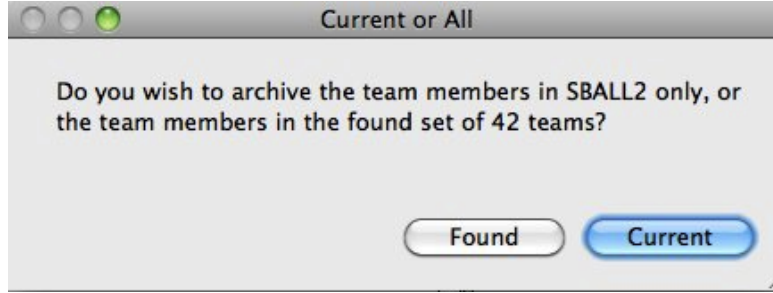 Current or All
Do you wish to archive the team members in SBALL2 only, or
the team members in the found set of 42 teams?
Found
Current